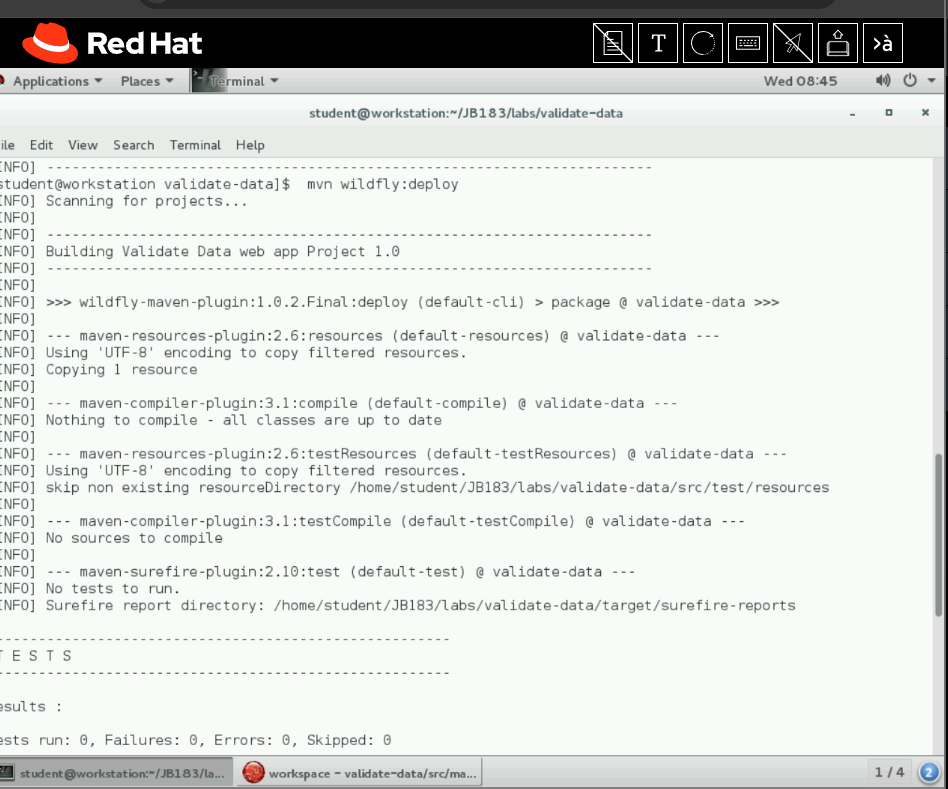 Red Hat
T
>à
Applications Places Terminal Wed 08:45
student@workstation:~/JB183/labs/validate-data
ile Edit View Search Terminal Help
INFO] ------------------------------------------------------------------------
student@workstation validate-data]$ mvn wildfly:deploy
INFO] Scanning for projects...
INFO]
INFO] ------------------------------------------------------------------------
INFO] Building Validate Data web app Project 1.0
INFO] ------------------------------------------------------------------------
INFO]
INFO] >>> wildfly-maven-plugin:1.0.2.Final:deploy (default-cli) > package @ validate-data >>>
INFO]
INFO] --- maven-resources-plugin:2.6:resources (default-resources) @ validate-data ---
INFO] Using 'UTF-8' encoding to copy filtered resources.
INFO] Copying 1 resource
INFO]
INFO] --- maven-compiler-plugin:3.1:compile (default-compile) @ validate-data ---
INFO] Nothing to compile - all classes are up to date
INFO]
INFO] --- maven-resources-plugin:2.6:testResources (default-testResources) @ validate-data ---
INFO] Using 'UTF-8' encoding to copy filtered resources.
INFO] skip non existing resourceDirectory /home/student/JB183/labs/validate-data/src/test/resources
INFO]
INFO] --- maven-compiler-plugin:3.1:testCompile (default-testCompile) @ validate-data ---
INFO] No sources to compile
INFO]
INFO] --- maven-surefire-plugin:2.10:test (default-test) @ validate-data ---
INFO] No tests to run.
INFO] Surefire report directory: /home/student/JB183/labs/validate-data/target/surefire-reports
-------------------------------------------------------
T E S T S
-------------------------------------------------------
esults :
ests run: 0, Failures: 0, Errors: 0, Skipped: 0
student@workstation:~/JB183/la... workspace - validate-data/src/ma... 1 / 4 2